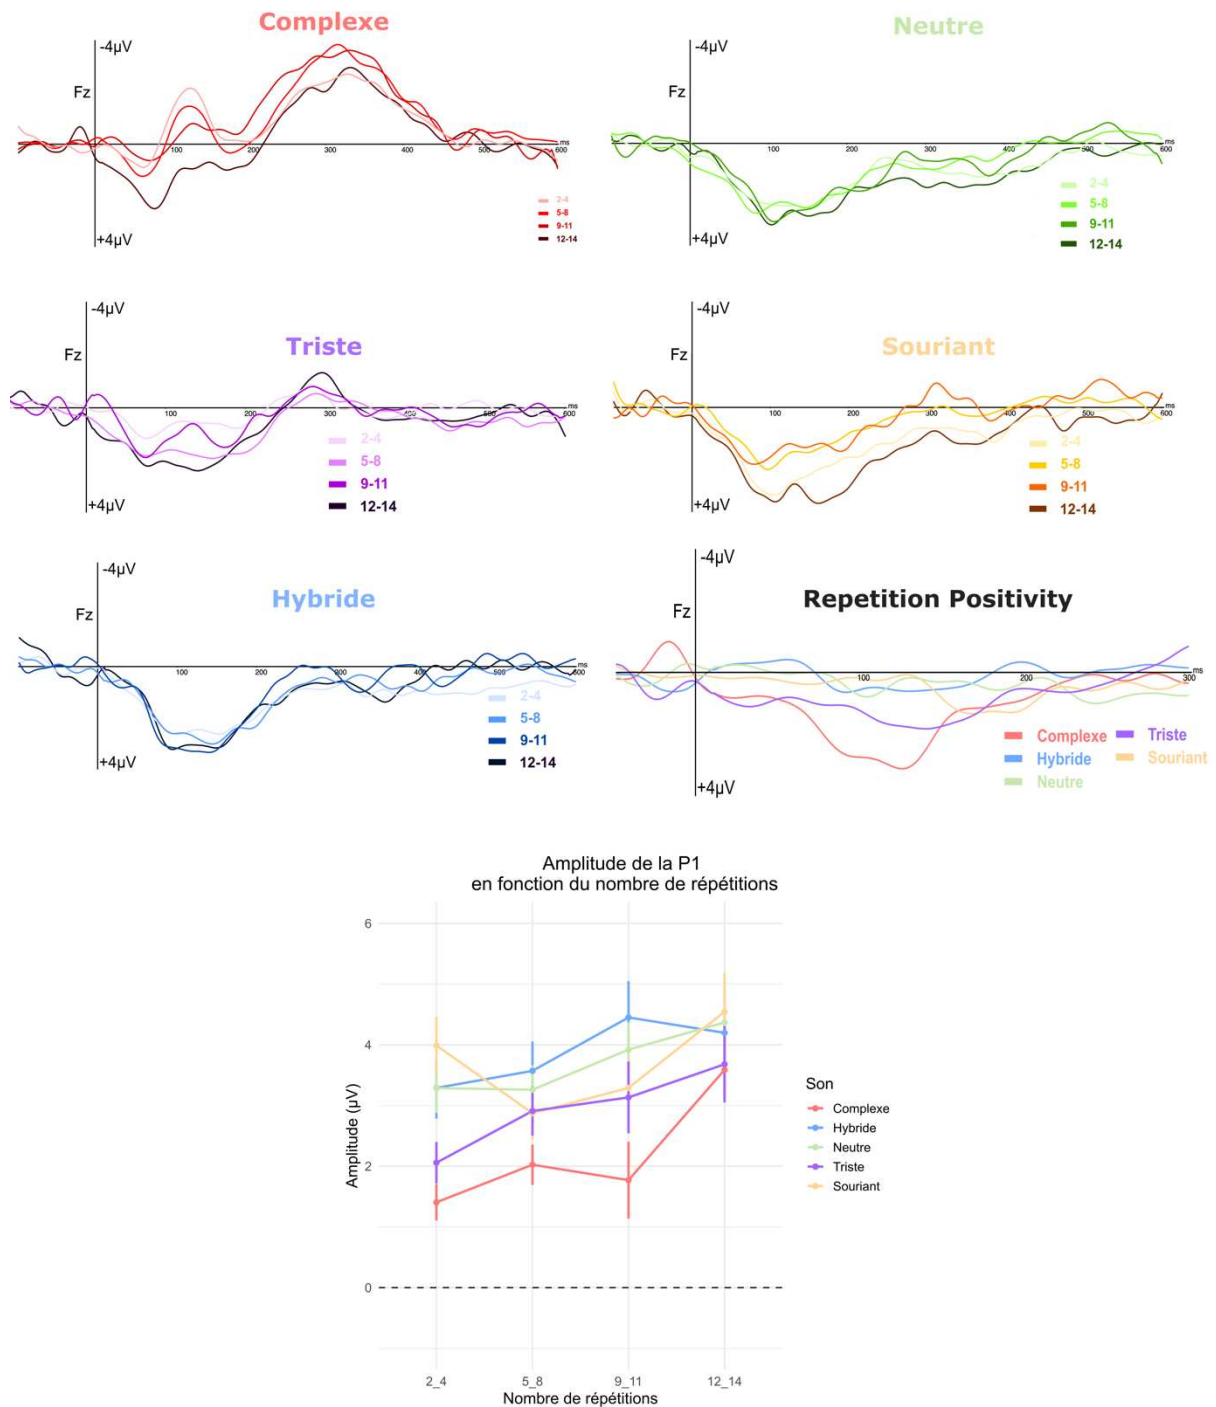 Complexe
-4µV
Fz
100
200
300
400
500
600
ms
+4µV
2-4
5-8
9-11
12-14
Neutre
-4µV
Fz
100
200
300
400
500
600
ms
+4µV
2-4
5-8
9-11
12-14
Triste
-4µV
Fz
100
200
300
400
500
600
ms
+4µV
2-4
5-8
9-11
12-14
Souriant
-4µV
Fz
100
200
300
400
500
600
ms
+4µV
2-4
5-8
9-11
12-14
Hybride
-4µV
Fz
100
200
300
400
500
600
ms
+4µV
2-4
5-8
9-11
12-14
Repetition Positivity
-4µV
Fz
100
200
300
ms
+4µV
Complexe
Hybride
Neutre
Triste
Souriant
Amplitude de la P1
en fonction du nombre de répétitions
Amplitude (µV)
6
4
2
0
2_4
5_8
9_11
12_14
Nombre de répétitions
Son
Complexe
Hybride
Neutre
Triste
Souriant